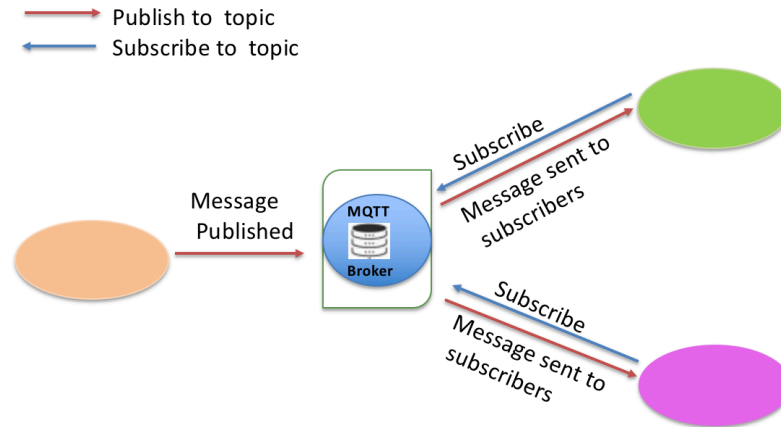 Publish to topic
Subscribe to topic
Message
Published
MQTT
Broker
Subscribe
Message sent to
subscribers
Subscribe
Message sent to
subscribers